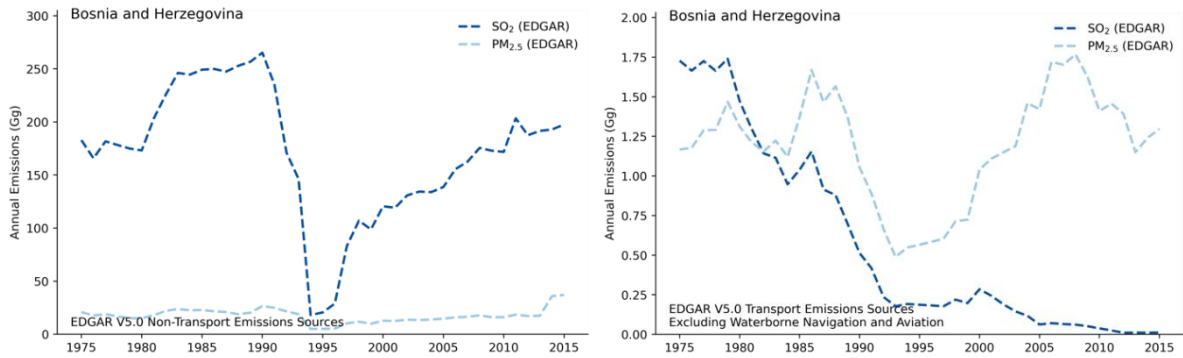 Bosnia and Herzegovina
SO₂ (EDGAR)
PM₂.₅ (EDGAR)
300
250
200
150
100
50
0
Annual Emissions (Gg)
EDGAR V5.0 Non-Transport Emissions Sources
1975 1980 1985 1990 1995 2000 2005 2010 2015
Bosnia and Herzegovina
SO₂ (EDGAR)
PM₂.₅ (EDGAR)
2.00
1.75
1.50
1.25
1.00
0.75
0.50
0.25
0.00
Annual Emissions (Gg)
EDGAR V5.0 Transport Emissions Sources
Excluding Waterborne Navigation and Aviation
1975 1980 1985 1990 1995 2000 2005 2010 2015